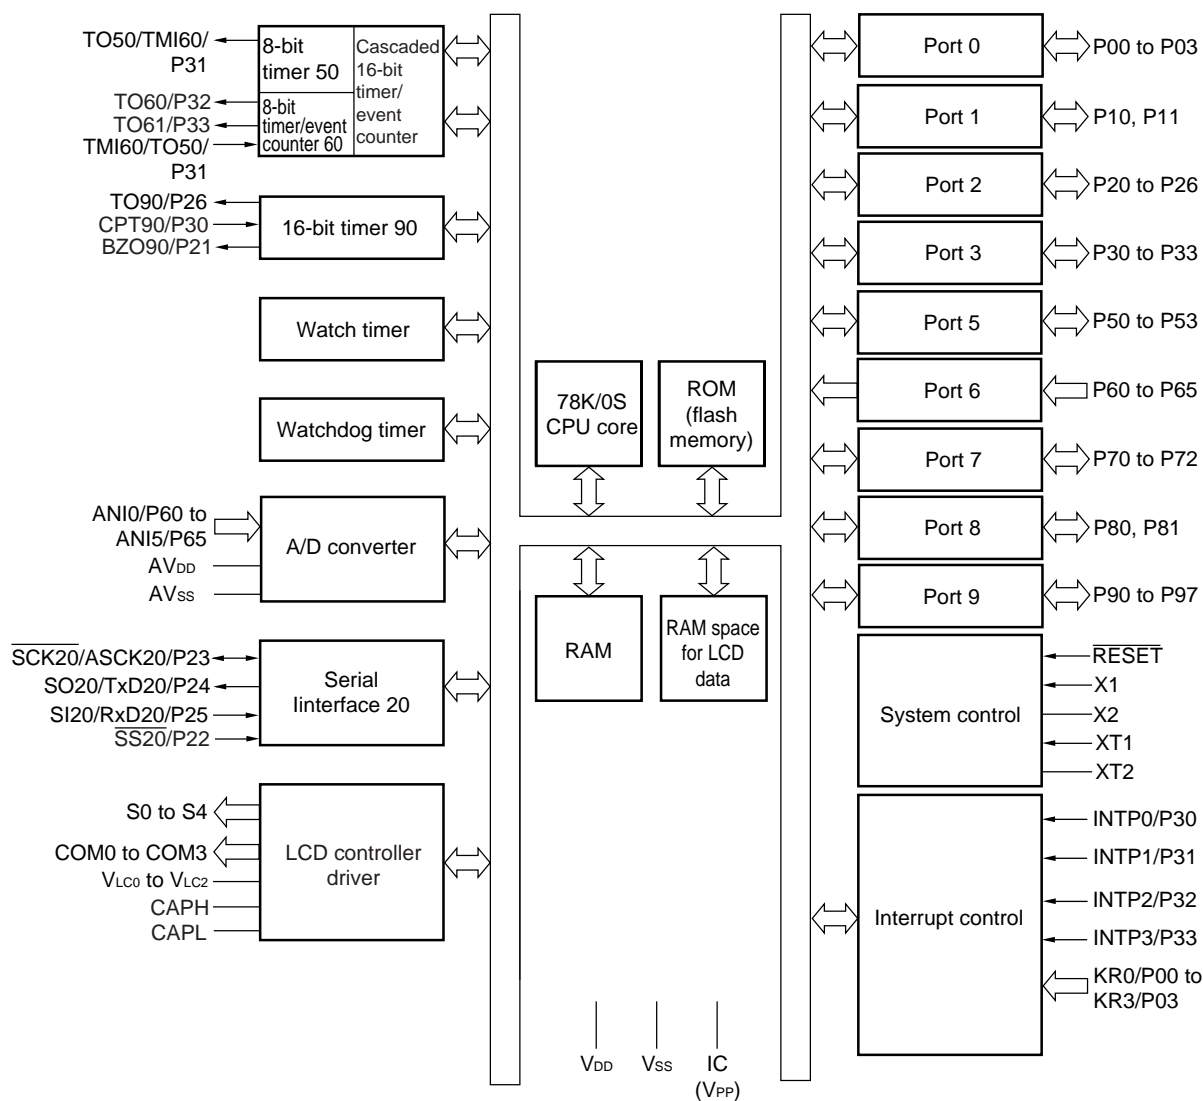 TO50/TMI60/
P31
TO60/P32
TO61/P33
TMI60/TO50/
P31
8-bit
timer 50
8-bit
timer/event
counter 60
Cascaded
16-bit
timer/
event
counter
TO90/P26
CPT90/P30
BZO90/P21
16-bit timer 90
Watch timer
Watchdog timer
ANI0/P60 to
ANI5/P65
AVDD
AVSS
A/D converter
SCK20/ASCK20/P23
SO20/TxD20/P24
SI20/RxD20/P25
SS20/P22
Serial
Iinterface 20
S0 to S4
COM0 to COM3
VLC0 to VLC2
CAPH
CAPL
LCD controller
driver
78K/0S
CPU core
ROM
(flash
memory)
RAM
RAM space
for LCD
data
VDD
VSS
IC
(VPP)
Port 0
P00 to P03
Port 1
P10, P11
Port 2
P20 to P26
Port 3
P30 to P33
Port 5
P50 to P53
Port 6
P60 to P65
Port 7
P70 to P72
Port 8
P80, P81
Port 9
P90 to P97
System control
RESET
X1
X2
XT1
XT2
Interrupt control
INTP0/P30
INTP1/P31
INTP2/P32
INTP3/P33
KR0/P00 to
KR3/P03